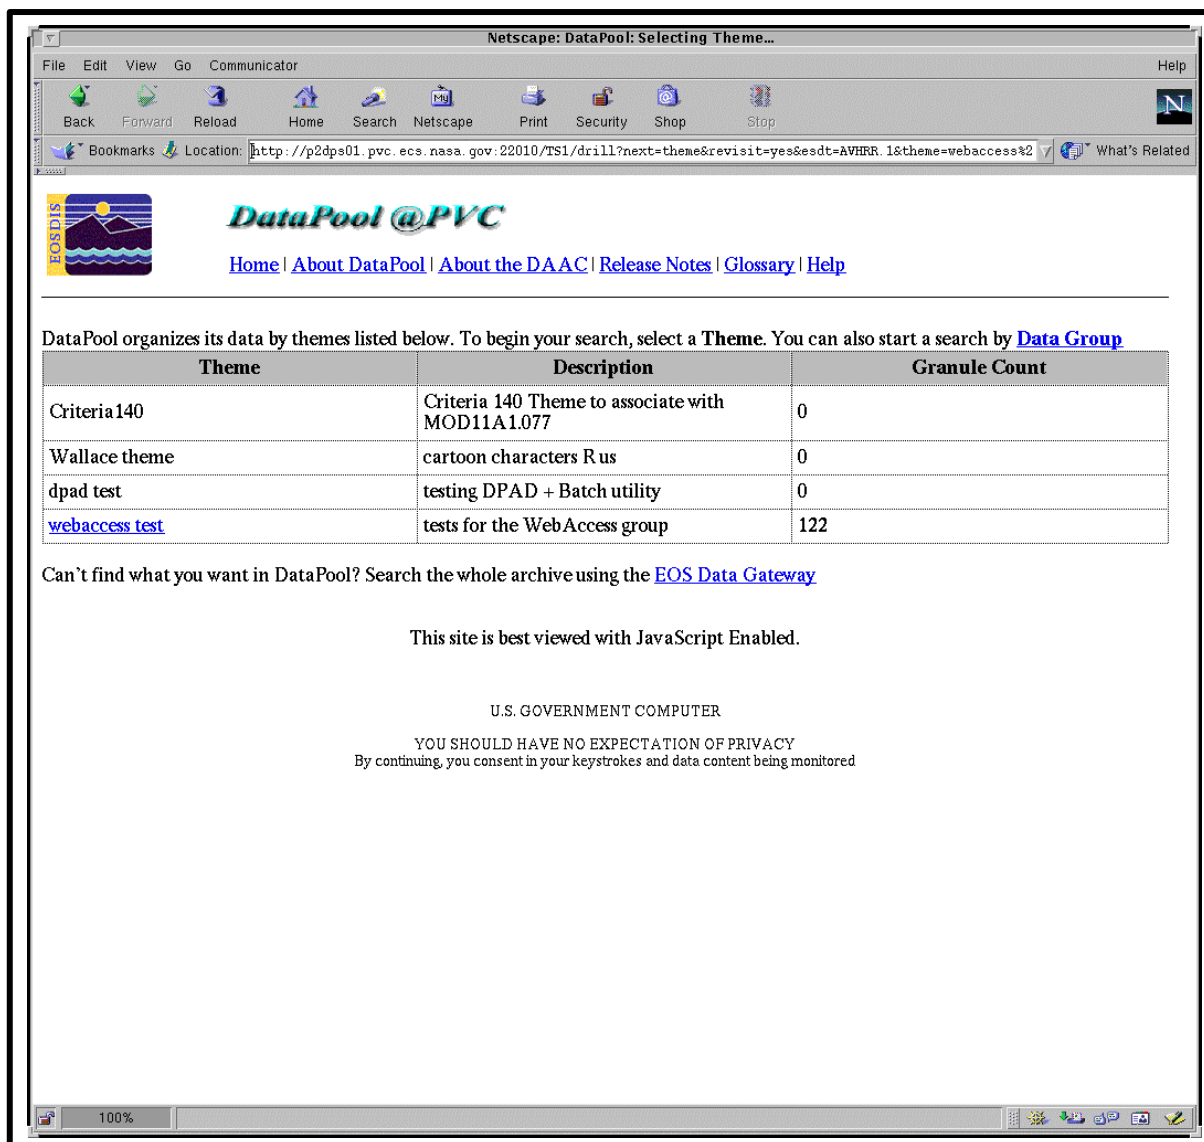 Netscape: DataPool: Selecting Theme...
File Edit View Go Communicator Help
Back Forward Reload Home Search Netscape Print Security Shop Stop
My
N
Bookmarks Location: http://p2dps01.pvc.ecs.nasa.gov:22010/TS1/drill?next=theme&revisit=yes&esdt=AVHRR.1&theme=webaccess%2 What's Related
EOSDIS
DataPool @PVC
Home | About DataPool | About the DAAC | Release Notes | Glossary | Help
DataPool organizes its data by themes listed below. To begin your search, select a Theme. You can also start a search by Data Group
Theme Description Granule Count
Criteria 140 Criteria 140 Theme to associate with MOD11A1.077 0
Wallace theme cartoon characters R us 0
dpad test testing DPAD + Batch utility 0
webaccess test tests for the WebAccess group 122
Can't find what you want in DataPool? Search the whole archive using the EOS Data Gateway
This site is best viewed with JavaScript Enabled.
U.S. GOVERNMENT COMPUTER
YOU SHOULD HAVE NO EXPECTATION OF PRIVACY
By continuing, you consent in your keystrokes and data content being monitored
100%